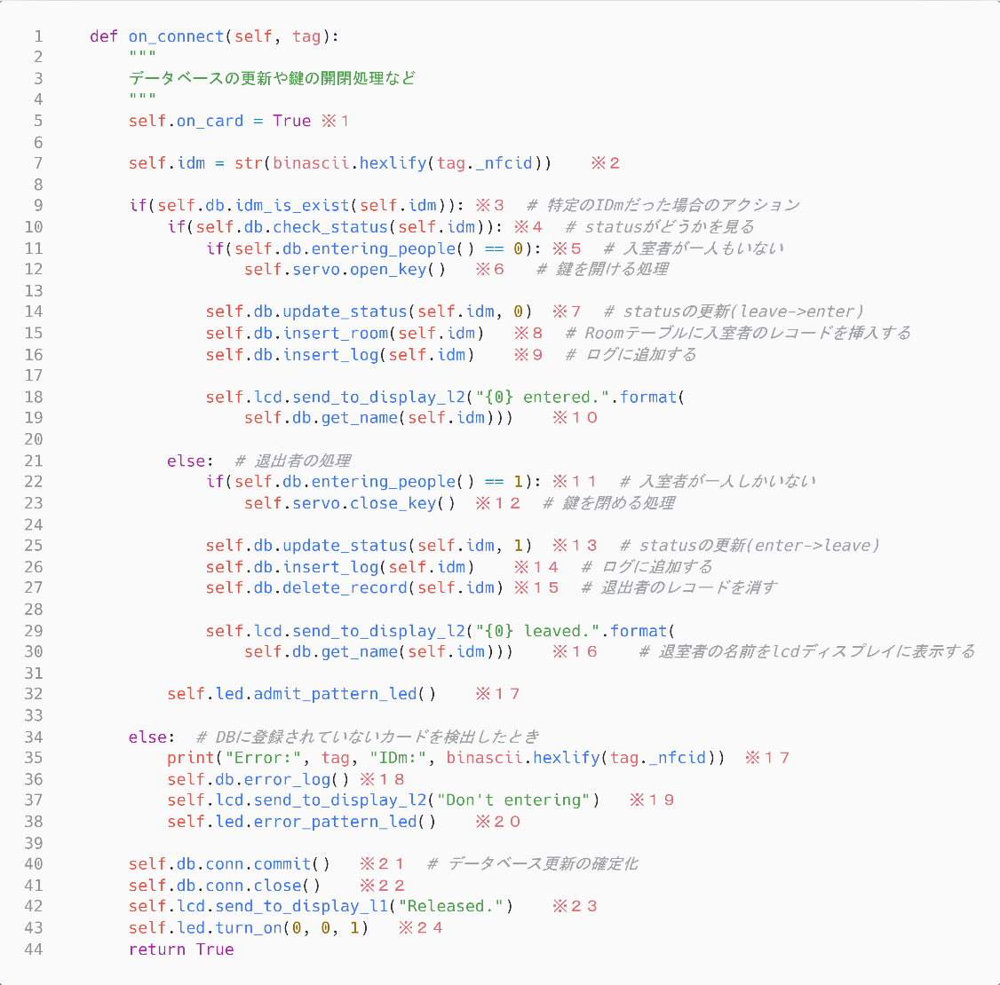 1 def on_connect(self, tag):
2 """
3 データベースの更新や鍵の開閉処理など
4 """
5 self.on_card = True ※１
6
7 self.idm = str(binascii.hexlify(tag._nfcid)) ※２
8
9 if(self.db.idm_is_exist(self.idm)): ※３ # 特定のIDmだった場合のアクション
10 if(self.db.check_status(self.idm)): ※４ # statusがどうかを見る
11 if(self.db.entering_people() == 0): ※５ # 入室者が一人もいない
12 self.servo.open_key() ※６ # 鍵を開ける処理
13
14 self.db.update_status(self.idm, 0) ※７ # statusの更新(leave->enter)
15 self.db.insert_room(self.idm) ※８ # Roomテーブルに入室者のレコードを挿入する
16 self.db.insert_log(self.idm) ※９ # ログに追加する
17
18 self.lcd.send_to_display_l2("{0} entered.".format(
19 self.db.get_name(self.idm))) ※１０
20
21 else: # 退出者の処理
22 if(self.db.entering_people() == 1): ※１１ # 入室者が一人しかいない
23 self.servo.close_key() ※１２ # 鍵を閉める処理
24
25 self.db.update_status(self.idm, 1) ※１３ # statusの更新(enter->leave)
26 self.db.insert_log(self.idm) ※１４ # ログに追加する
27 self.db.delete_record(self.idm) ※１５ # 退出者のレコードを消す
28
29 self.lcd.send_to_display_l2("{0} leaved.".format(
30 self.db.get_name(self.idm))) ※１６ # 退室者の名前をlcdディスプレイに表示する
31
32 self.led.admit_pattern_led() ※１７
33
34 else: # DBに登録されていないカードを検出したとき
35 print("Error:", tag, "IDm:", binascii.hexlify(tag._nfcid)) ※１７
36 self.db.error_log() ※１８
37 self.lcd.send_to_display_l2("Don't entering") ※１９
38 self.led.error_pattern_led() ※２０
39
40 self.db.conn.commit() ※２１ # データベース更新の確定化
41 self.db.conn.close() ※２２
42 self.lcd.send_to_display_l1("Released.") ※２３
43 self.led.turn_on(0, 0, 1) ※２４
44 return True